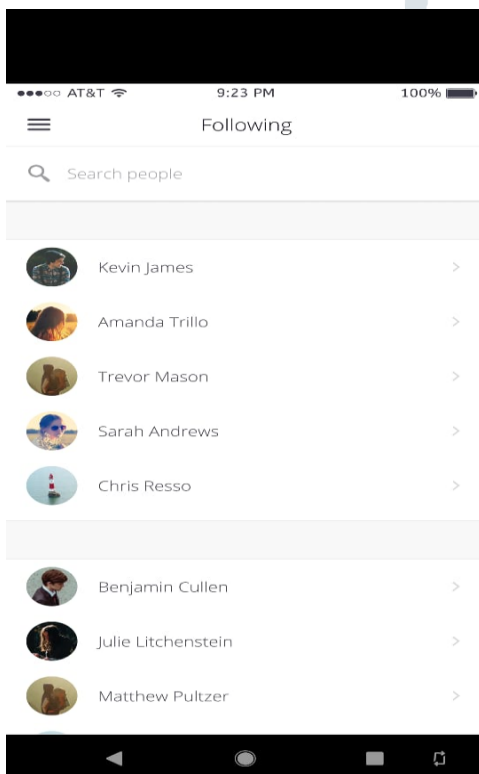 AT&T 9:23 PM 100%
Following
Search people
Kevin James
Amanda Trillo
Trevor Mason
Sarah Andrews
Chris Resso
Benjamin Cullen
Julie Litchenstein
Matthew Pultzer